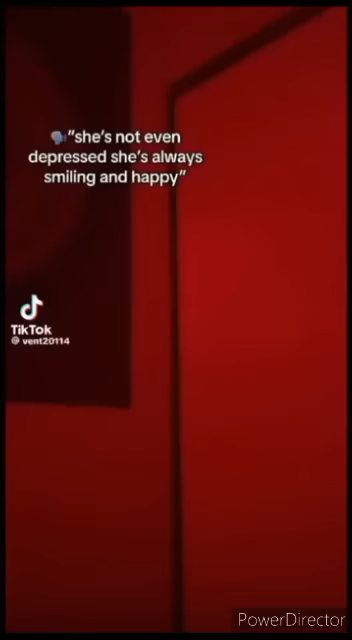 🗣️"she's not even
depressed she's always
smiling and happy"
TikTok
@ vent20114
PowerDirector